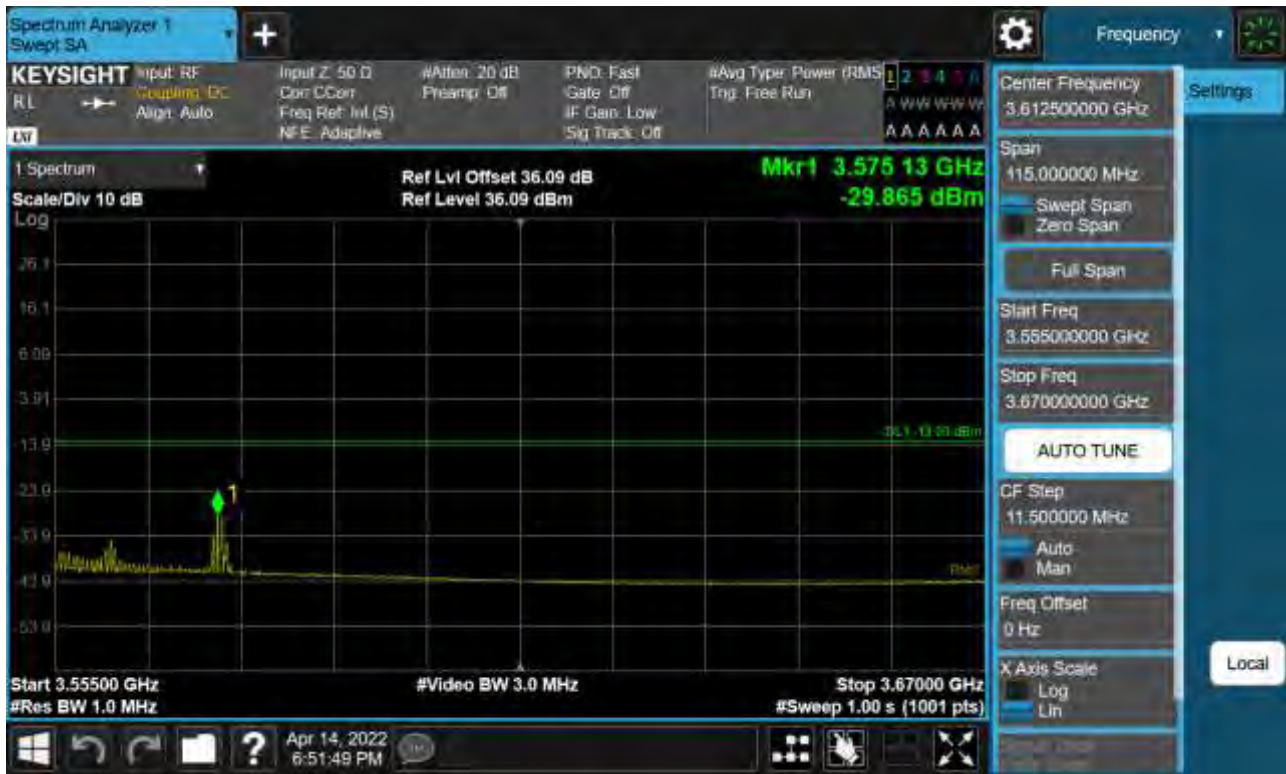 Spectrum Analyzer 1
Swept SA
Frequency
KEYSIGHT
RL
LXI
Input: RF
Coupling: DC
Align: Auto
Input Z: 50 Ω
Corr CCorr
Freq Ref: Int (S)
NFE: Adaptive
#Atten: 20 dB
Preamp: Off
PNO: Fast
Gate: Off
IF Gain: Low
Sig Track: Off
#Avg Type: Power (RMS
Trig: Free Run
1 2 3 4 5 6
A W W W W W
A A A A A A
1 Spectrum
Scale/Div 10 dB
Log
Ref Lvl Offset 36.09 dB
Ref Level 36.09 dBm
Mkr1 3.575 13 GHz
-29.865 dBm
26.1
16.1
6.09
-3.91
-13.9
-23.9
-33.9
-43.9
-53.9
DL1 -13.00 dBm
1
RMS
Start 3.55500 GHz
#Res BW 1.0 MHz
#Video BW 3.0 MHz
Stop 3.67000 GHz
#Sweep 1.00 s (1001 pts)
Center Frequency
3.612500000 GHz
Settings
Span
115.000000 MHz
Swept Span
Zero Span
Full Span
Start Freq
3.555000000 GHz
Stop Freq
3.670000000 GHz
AUTO TUNE
CF Step
11.500000 MHz
Auto
Man
Freq Offset
0 Hz
X Axis Scale
Log
Lin
Local
?
Apr 14, 2022
6:51:49 PM